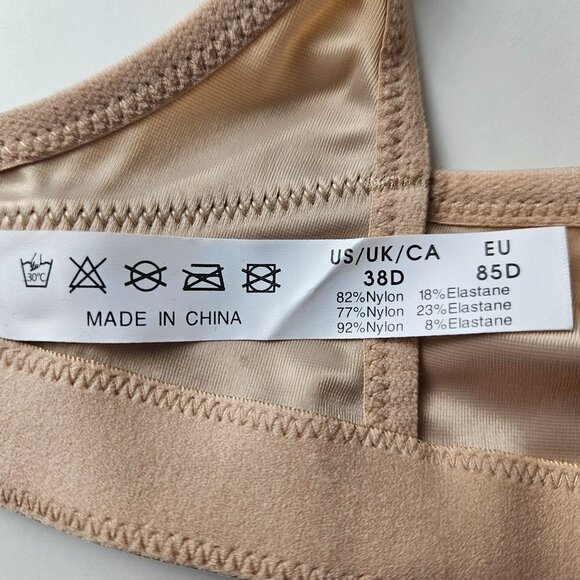 30°C
MADE IN CHINA
US/UK/CA EU
38D 85D
82%Nylon 18%Elastane
77%Nylon 23%Elastane
92%Nylon 8%Elastane